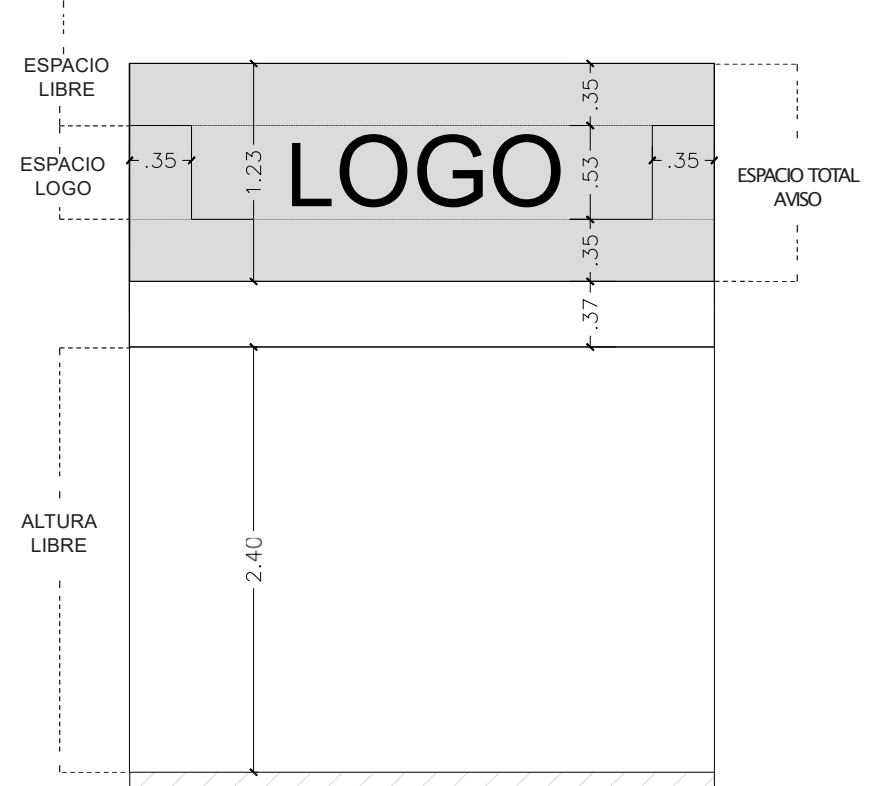 ESPACIO
LIBRE
.35
ESPACIO
LOGO
.35
1.23
LOGO
.53
.35
ESPACIO TOTAL
AVISO
.35
.37
ALTURA
LIBRE
2.40